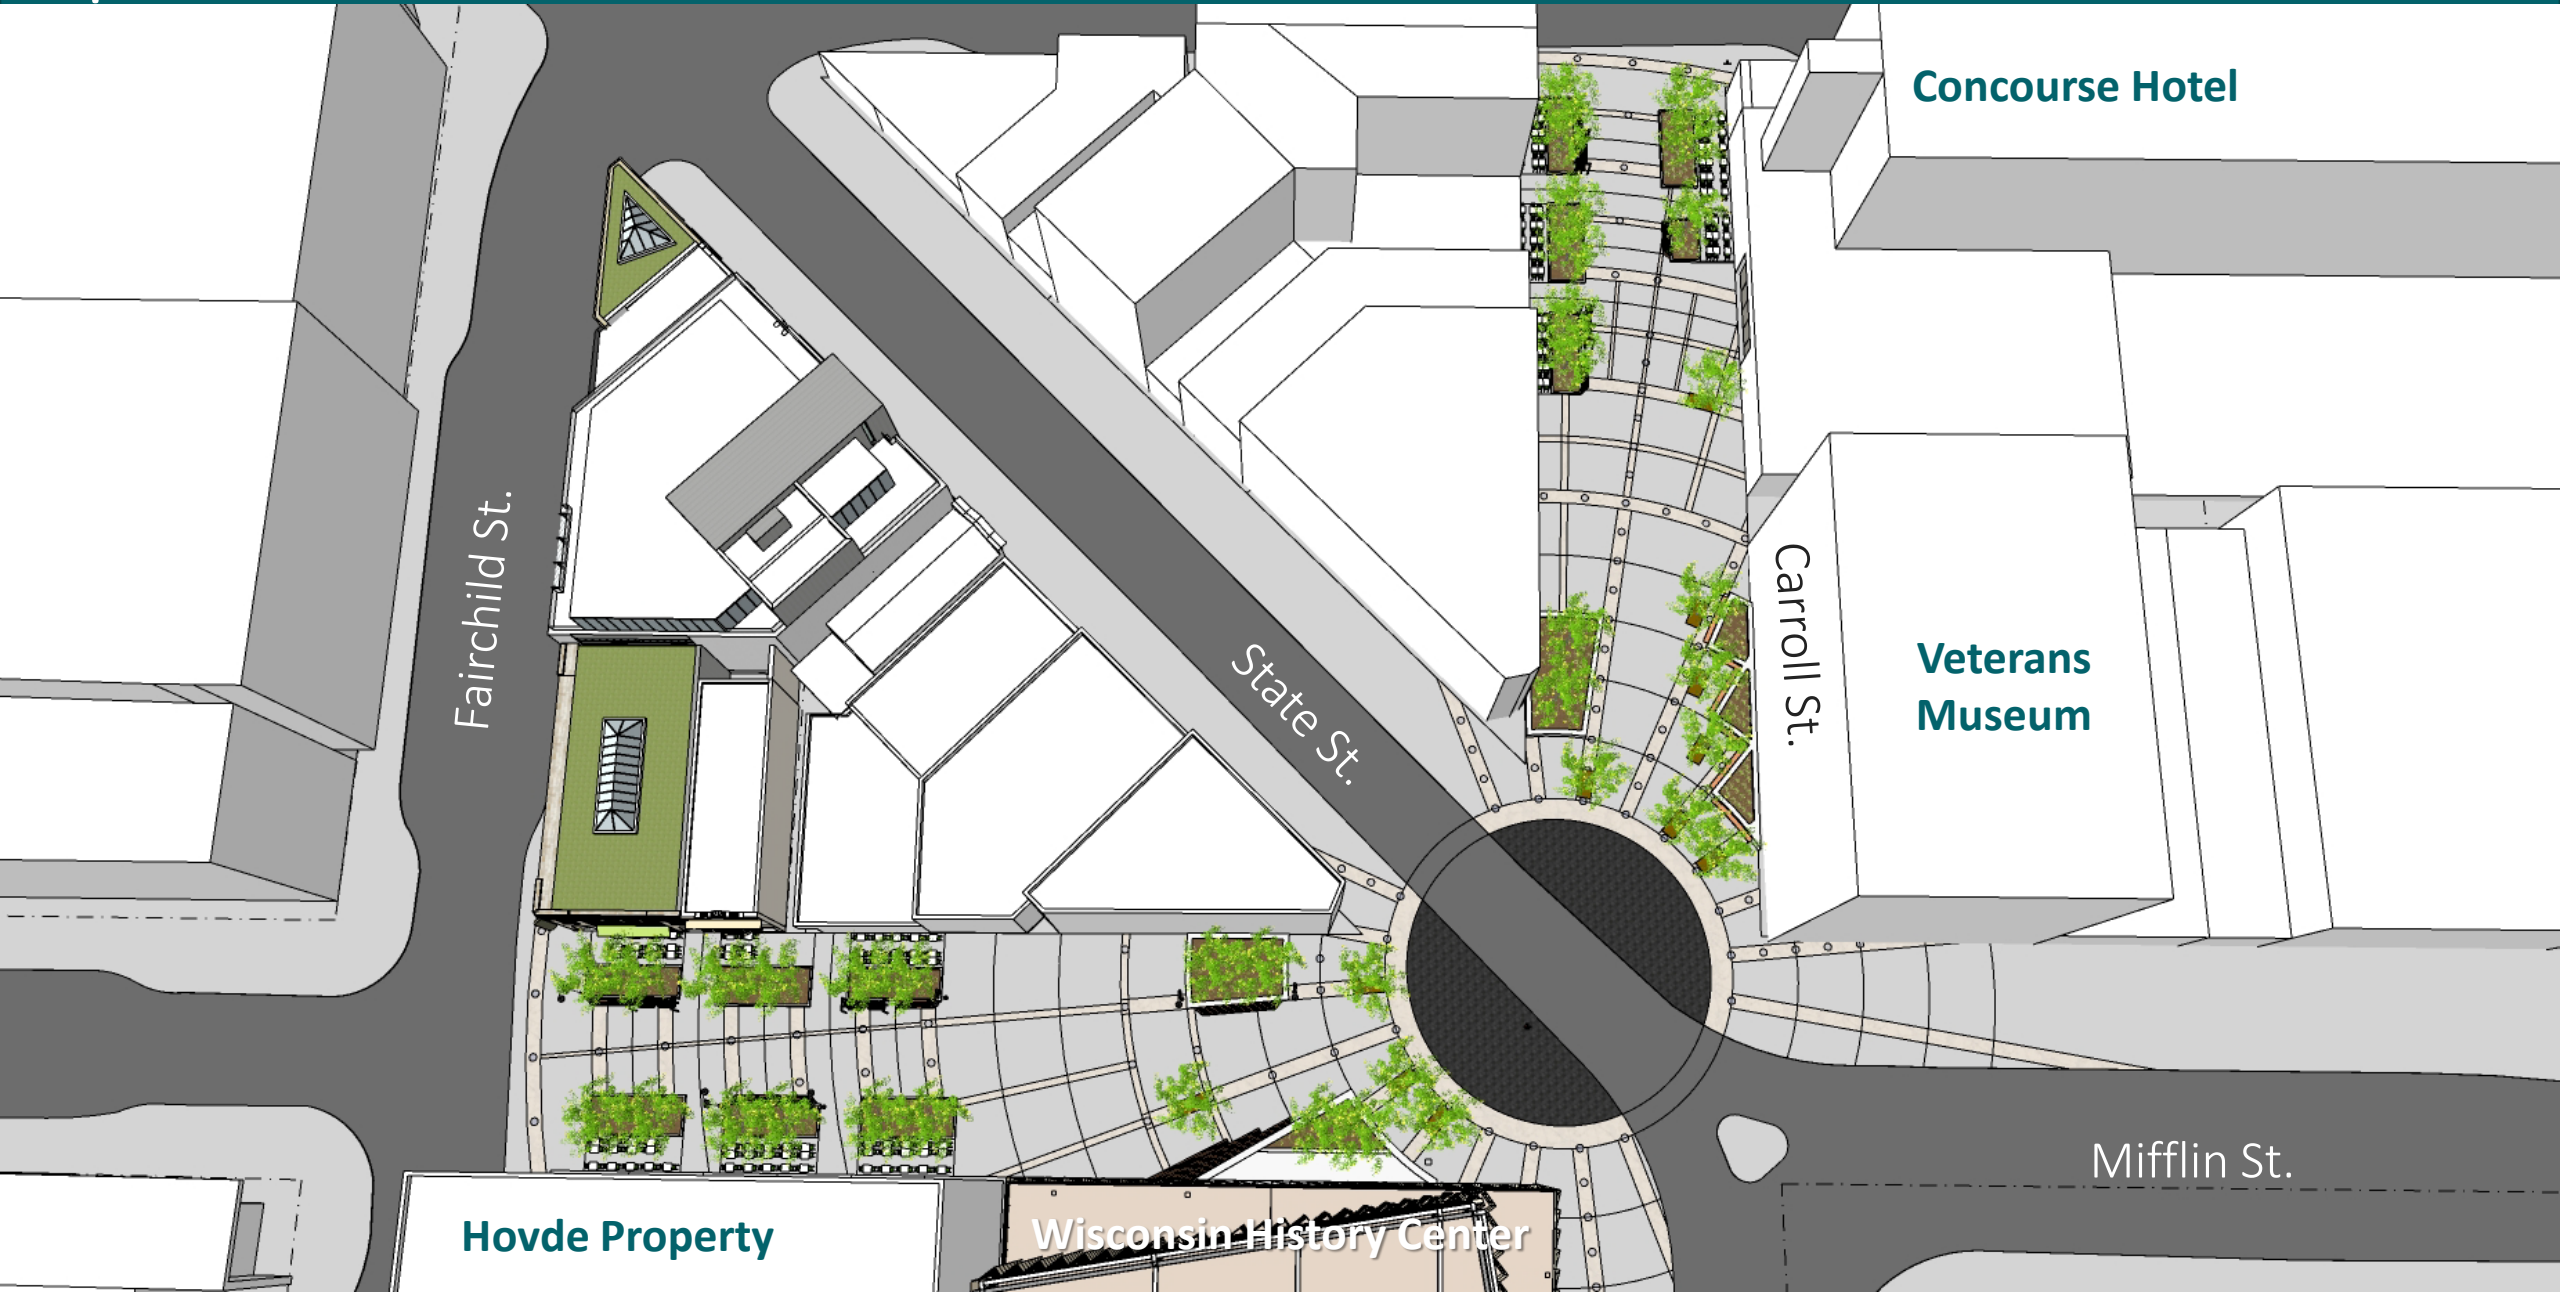 Concourse Hotel
Fairchild St.
State St.
Carroll St.
Veterans
Museum
Mifflin St.
Hovde Property
Wisconsin History Center